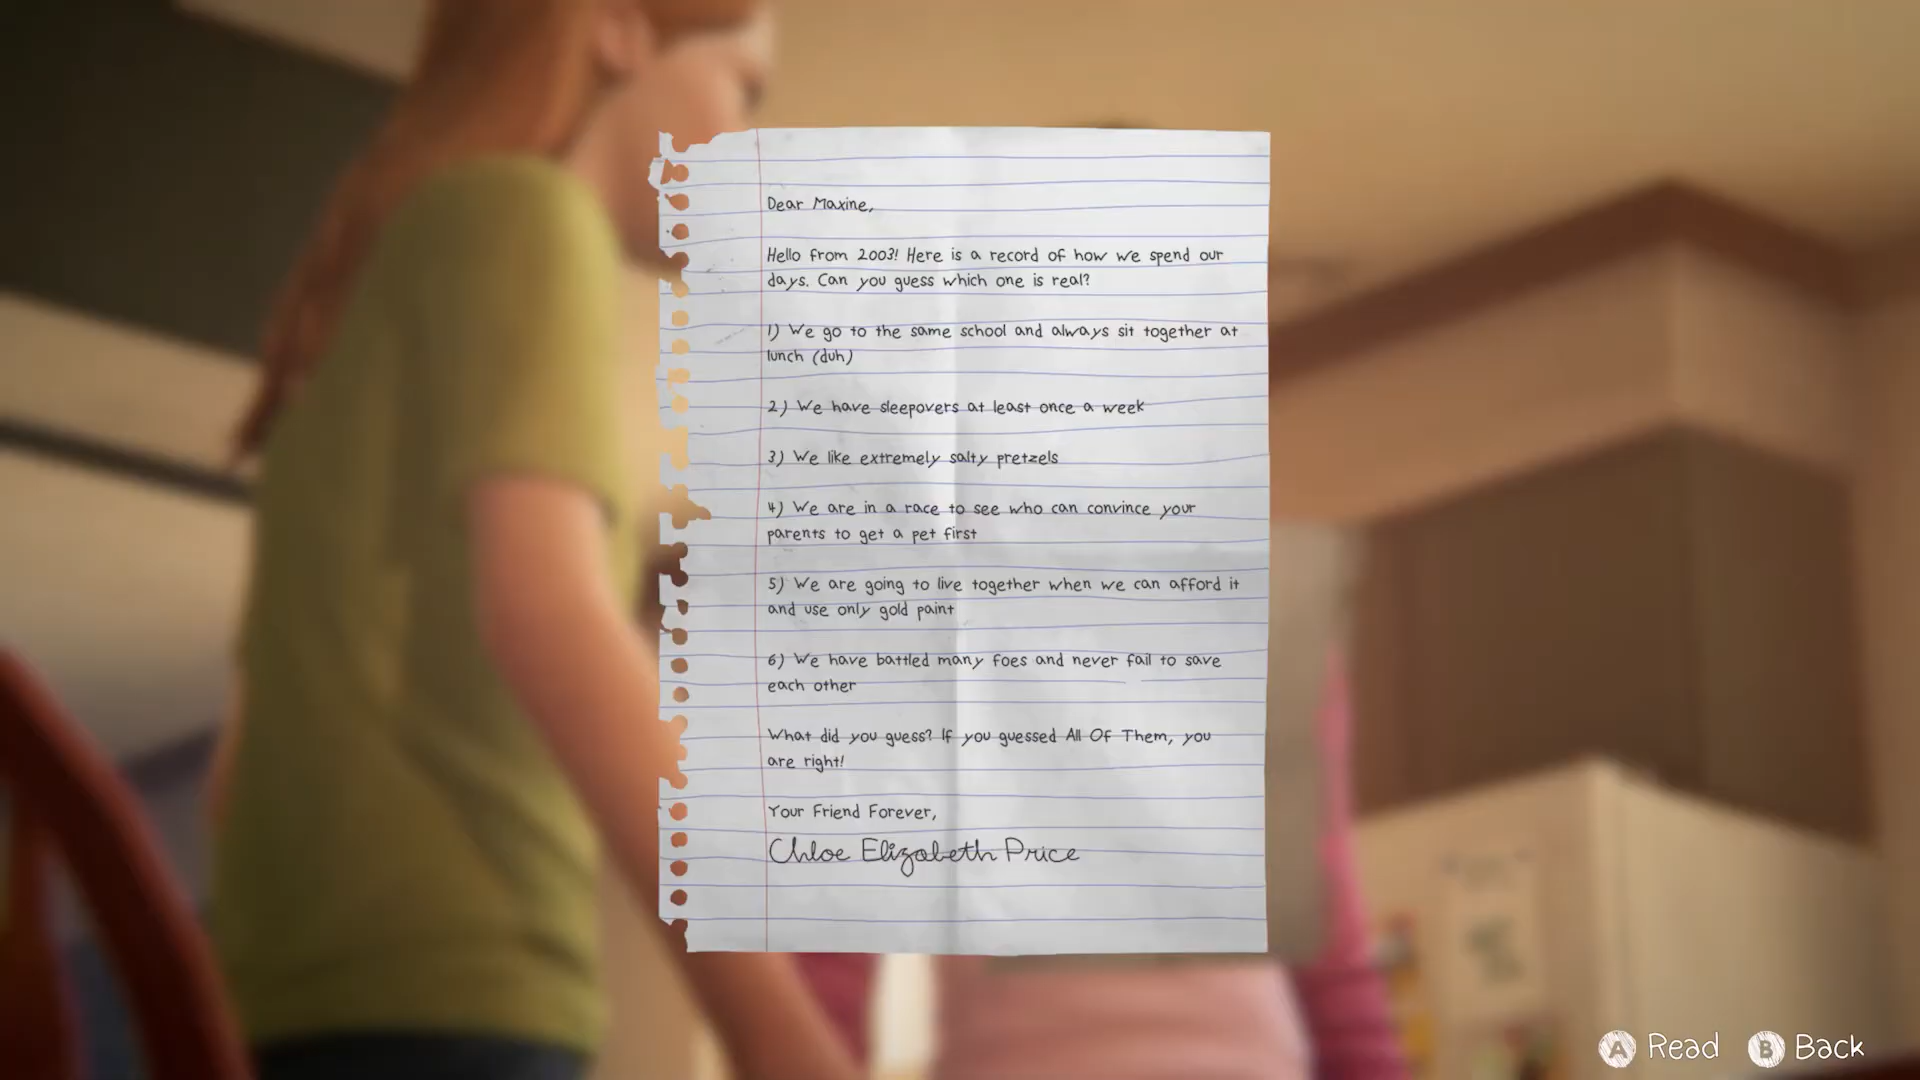 Dear Maxine,
Hello from 2003! Here is a record of how we spend our
days. Can you guess which one is real?
1) We go to the same school and always sit together at
lunch (duh)
2) We have sleepovers at least once a week
3) We like extremely salty pretzels
4) We are in a race to see who can convince your
parents to get a pet first
5) We are going to live together when we can afford it
and use only gold paint
6) We have battled many foes and never fail to save
each other
What did you guess? If you guessed All Of Them, you
are right!
Your Friend Forever,
Chloe Elizabeth Price
A Read B Back